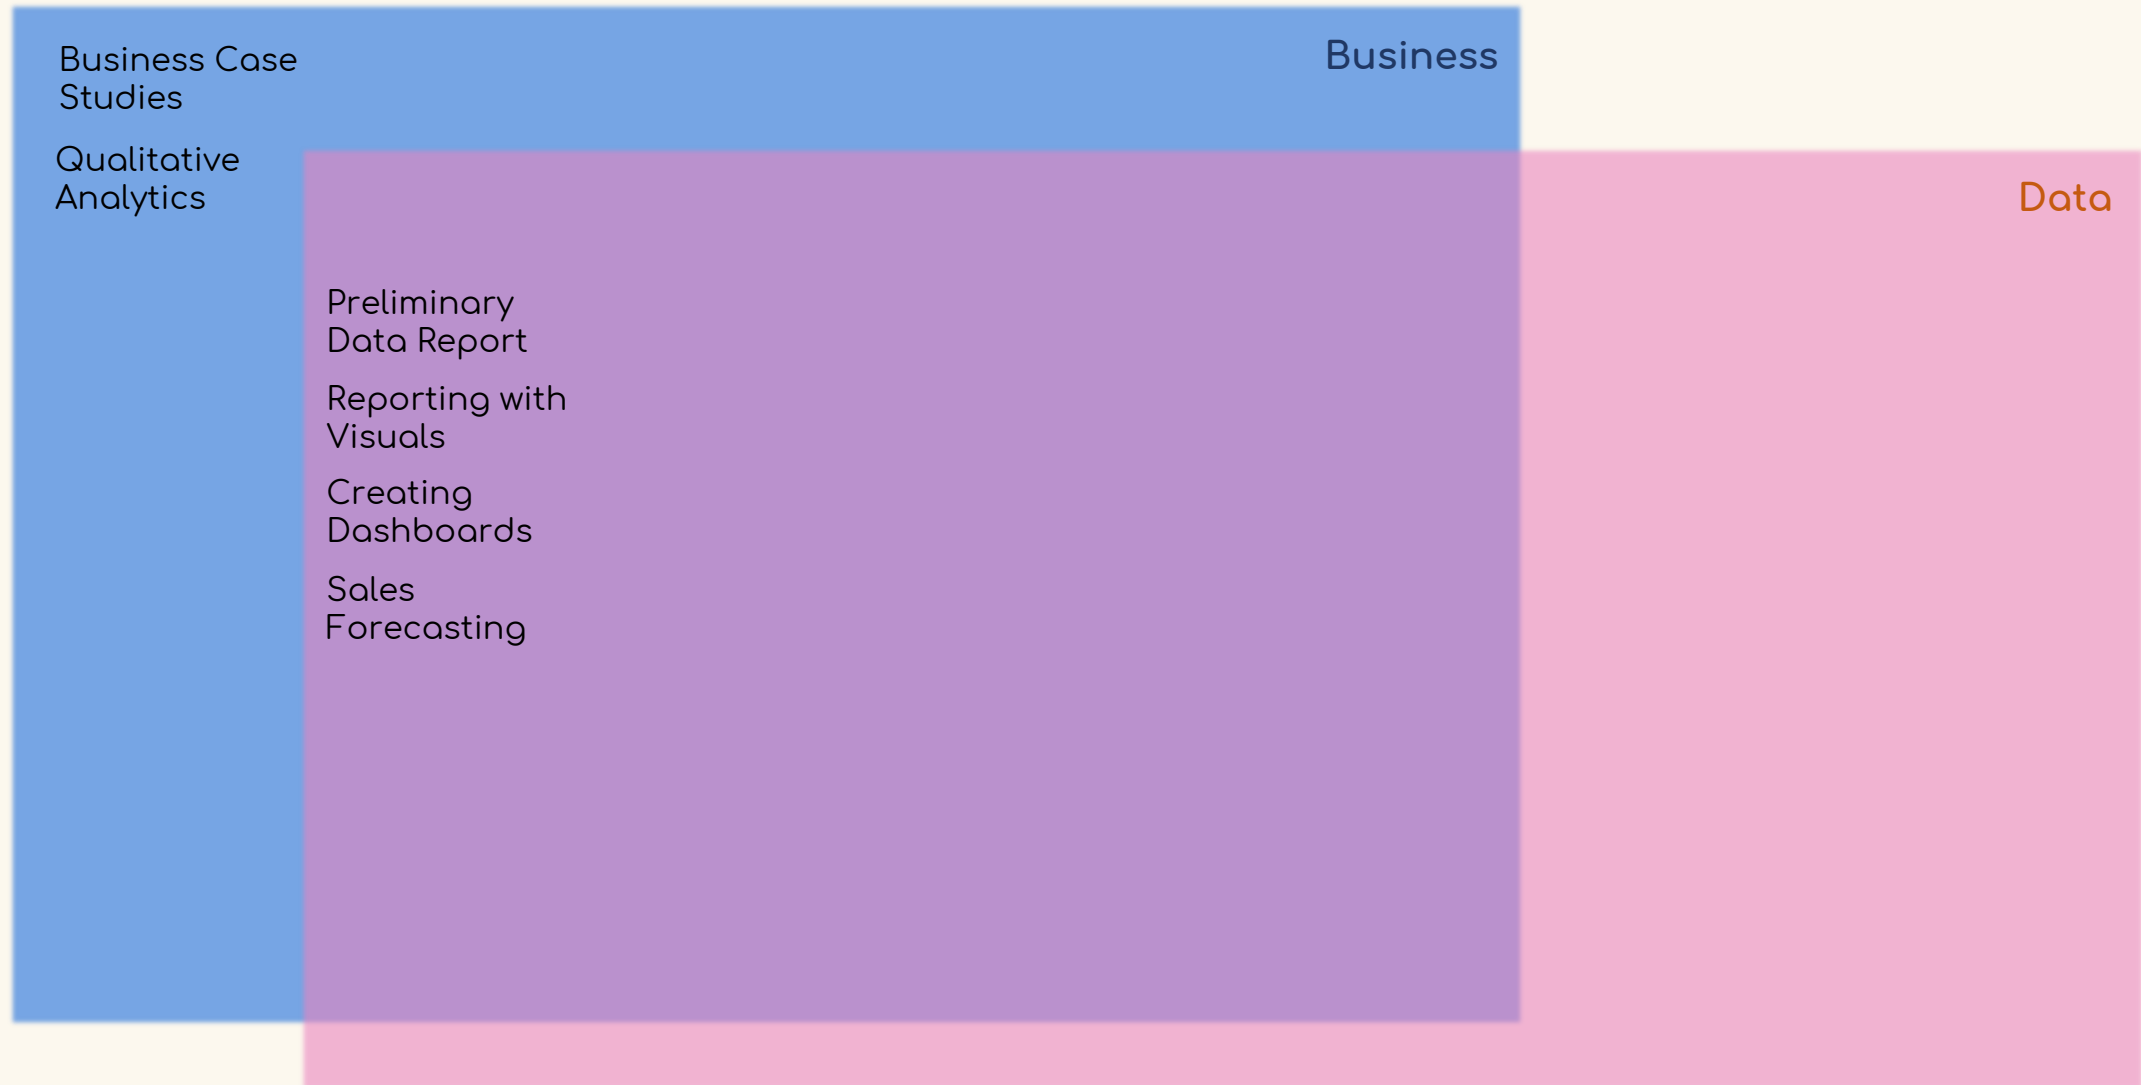 Business Case
Studies
Business
Qualitative
Analytics
Data
Preliminary
Data Report
Reporting with
Visuals
Creating
Dashboards
Sales
Forecasting